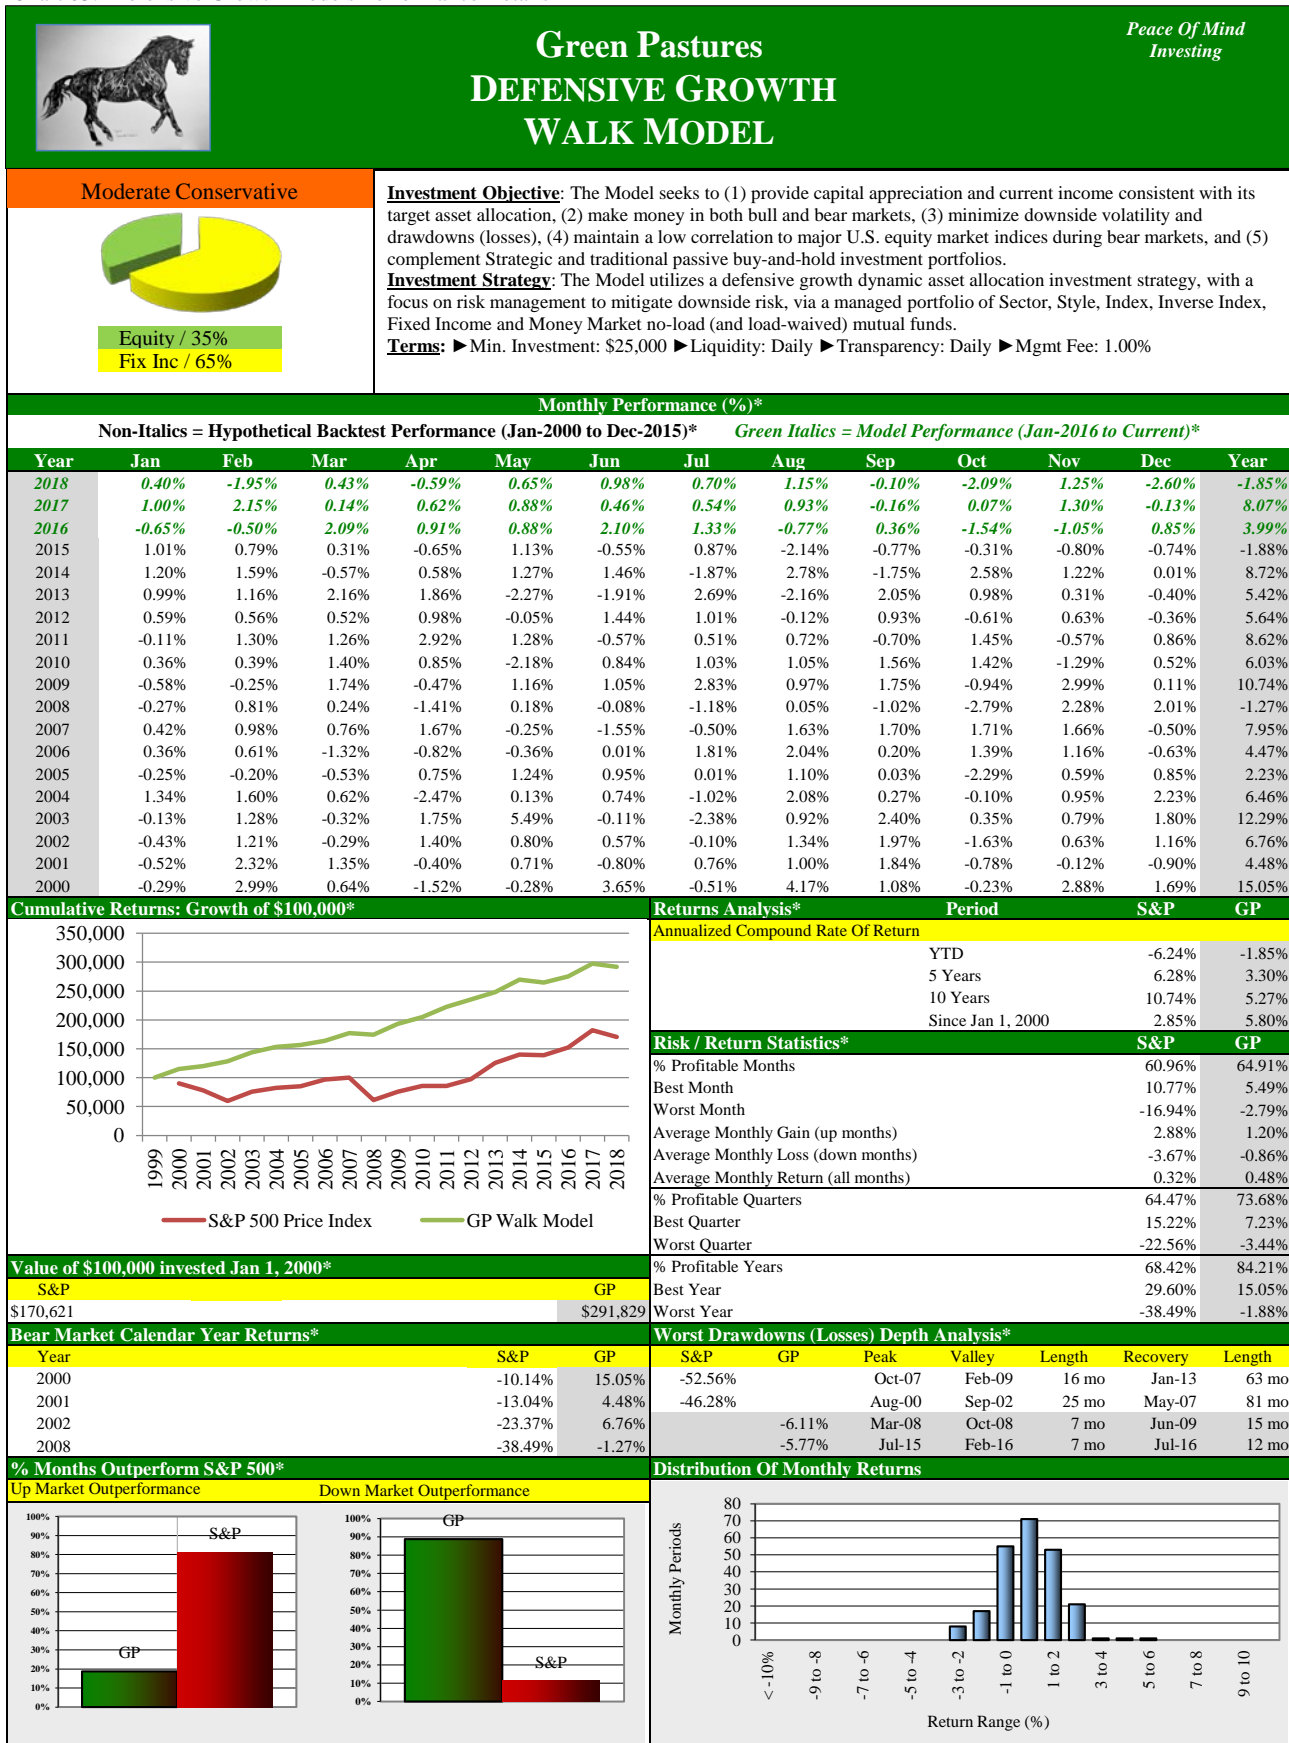 Peace Of Mind
Investing
Green Pastures
DEFENSIVE GROWTH
WALK MODEL
Moderate Conservative
Equity / 35%
Fix Inc / 65%
Investment Objective: The Model seeks to (1) provide capital appreciation and current income consistent with its
target asset allocation, (2) make money in both bull and bear markets, (3) minimize downside volatility and
drawdowns (losses), (4) maintain a low correlation to major U.S. equity market indices during bear markets, and (5)
complement Strategic and traditional passive buy-and-hold investment portfolios.
Investment Strategy: The Model utilizes a defensive growth dynamic asset allocation investment strategy, with a
focus on risk management to mitigate downside risk, via a managed portfolio of Sector, Style, Index, Inverse Index,
Fixed Income and Money Market no-load (and load-waived) mutual funds.
Terms: ►Min. Investment: $25,000 ►Liquidity: Daily ►Transparency: Daily ►Mgmt Fee: 1.00%
Monthly Performance (%)*
Non-Italics = Hypothetical Backtest Performance (Jan-2000 to Dec-2015)* Green Italics = Model Performance (Jan-2016 to Current)*
Year Jan Feb Mar Apr May Jun Jul Aug Sep Oct Nov Dec Year
2018 0.40% -1.95% 0.43% -0.59% 0.65% 0.98% 0.70% 1.15% -0.10% -2.09% 1.25% -2.60% -1.85%
2017 1.00% 2.15% 0.14% 0.62% 0.88% 0.46% 0.54% 0.93% -0.16% 0.07% 1.30% -0.13% 8.07%
2016 -0.65% -0.50% 2.09% 0.91% 0.88% 2.10% 1.33% -0.77% 0.36% -1.54% -1.05% 0.85% 3.99%
2015 1.01% 0.79% 0.31% -0.65% 1.13% -0.55% 0.87% -2.14% -0.77% -0.31% -0.80% -0.74% -1.88%
2014 1.20% 1.59% -0.57% 0.58% 1.27% 1.46% -1.87% 2.78% -1.75% 2.58% 1.22% 0.01% 8.72%
2013 0.99% 1.16% 2.16% 1.86% -2.27% -1.91% 2.69% -2.16% 2.05% 0.98% 0.31% -0.40% 5.42%
2012 0.59% 0.56% 0.52% 0.98% -0.05% 1.44% 1.01% -0.12% 0.93% -0.61% 0.63% -0.36% 5.64%
2011 -0.11% 1.30% 1.26% 2.92% 1.28% -0.57% 0.51% 0.72% -0.70% 1.45% -0.57% 0.86% 8.62%
2010 0.36% 0.39% 1.40% 0.85% -2.18% 0.84% 1.03% 1.05% 1.56% 1.42% -1.29% 0.52% 6.03%
2009 -0.58% -0.25% 1.74% -0.47% 1.16% 1.05% 2.83% 0.97% 1.75% -0.94% 2.99% 0.11% 10.74%
2008 -0.27% 0.81% 0.24% -1.41% 0.18% -0.08% -1.18% 0.05% -1.02% -2.79% 2.28% 2.01% -1.27%
2007 0.42% 0.98% 0.76% 1.67% -0.25% -1.55% -0.50% 1.63% 1.70% 1.71% 1.66% -0.50% 7.95%
2006 0.36% 0.61% -1.32% -0.82% -0.36% 0.01% 1.81% 2.04% 0.20% 1.39% 1.16% -0.63% 4.47%
2005 -0.25% -0.20% -0.53% 0.75% 1.24% 0.95% 0.01% 1.10% 0.03% -2.29% 0.59% 0.85% 2.23%
2004 1.34% 1.60% 0.62% -2.47% 0.13% 0.74% -1.02% 2.08% 0.27% -0.10% 0.95% 2.23% 6.46%
2003 -0.13% 1.28% -0.32% 1.75% 5.49% -0.11% -2.38% 0.92% 2.40% 0.35% 0.79% 1.80% 12.29%
2002 -0.43% 1.21% -0.29% 1.40% 0.80% 0.57% -0.10% 1.34% 1.97% -1.63% 0.63% 1.16% 6.76%
2001 -0.52% 2.32% 1.35% -0.40% 0.71% -0.80% 0.76% 1.00% 1.84% -0.78% -0.12% -0.90% 4.48%
2000 -0.29% 2.99% 0.64% -1.52% -0.28% 3.65% -0.51% 4.17% 1.08% -0.23% 2.88% 1.69% 15.05%
Cumulative Returns: Growth of $100,000*
350,000
300,000
250,000
200,000
150,000
100,000
50,000
0
1999 2000 2001 2002 2003 2004 2005 2006 2007 2008 2009 2010 2011 2012 2013 2014 2015 2016 2017 2018
S&P 500 Price Index GP Walk Model
Returns Analysis* Period S&P GP
Annualized Compound Rate Of Return
YTD -6.24% -1.85%
5 Years 6.28% 3.30%
10 Years 10.74% 5.27%
Since Jan 1, 2000 2.85% 5.80%
Risk / Return Statistics* S&P GP
% Profitable Months 60.96% 64.91%
Best Month 10.77% 5.49%
Worst Month -16.94% -2.79%
Average Monthly Gain (up months) 2.88% 1.20%
Average Monthly Loss (down months) -3.67% -0.86%
Average Monthly Return (all months) 0.32% 0.48%
% Profitable Quarters 64.47% 73.68%
Best Quarter 15.22% 7.23%
Worst Quarter -22.56% -3.44%
% Profitable Years 68.42% 84.21%
Best Year 29.60% 15.05%
Worst Year -38.49% -1.88%
Value of $100,000 invested Jan 1, 2000*
S&P GP
$170,621 $291,829
Bear Market Calendar Year Returns*
Year S&P GP
2000 -10.14% 15.05%
2001 -13.04% 4.48%
2002 -23.37% 6.76%
2008 -38.49% -1.27%
Worst Drawdowns (Losses) Depth Analysis*
S&P GP Peak Valley Length Recovery Length
-52.56% Oct-07 Feb-09 16 mo Jan-13 63 mo
-46.28% Aug-00 Sep-02 25 mo May-07 81 mo
-6.11% Mar-08 Oct-08 7 mo Jun-09 15 mo
-5.77% Jul-15 Feb-16 7 mo Jul-16 12 mo
% Months Outperform S&P 500*
Up Market Outperformance Down Market Outperformance
100%
90%
80%
70%
60%
50%
40%
30%
20%
10%
0%
GP
S&P
100%
90%
80%
70%
60%
50%
40%
30%
20%
10%
0%
GP
S&P
Distribution Of Monthly Returns
Monthly Periods
80
70
60
50
40
30
20
10
0
< -10% -9 to -8 -7 to -6 -5 to -4 -3 to -2 -1 to 0 1 to 2 3 to 4 5 to 6 7 to 8 9 to 10
Return Range (%)